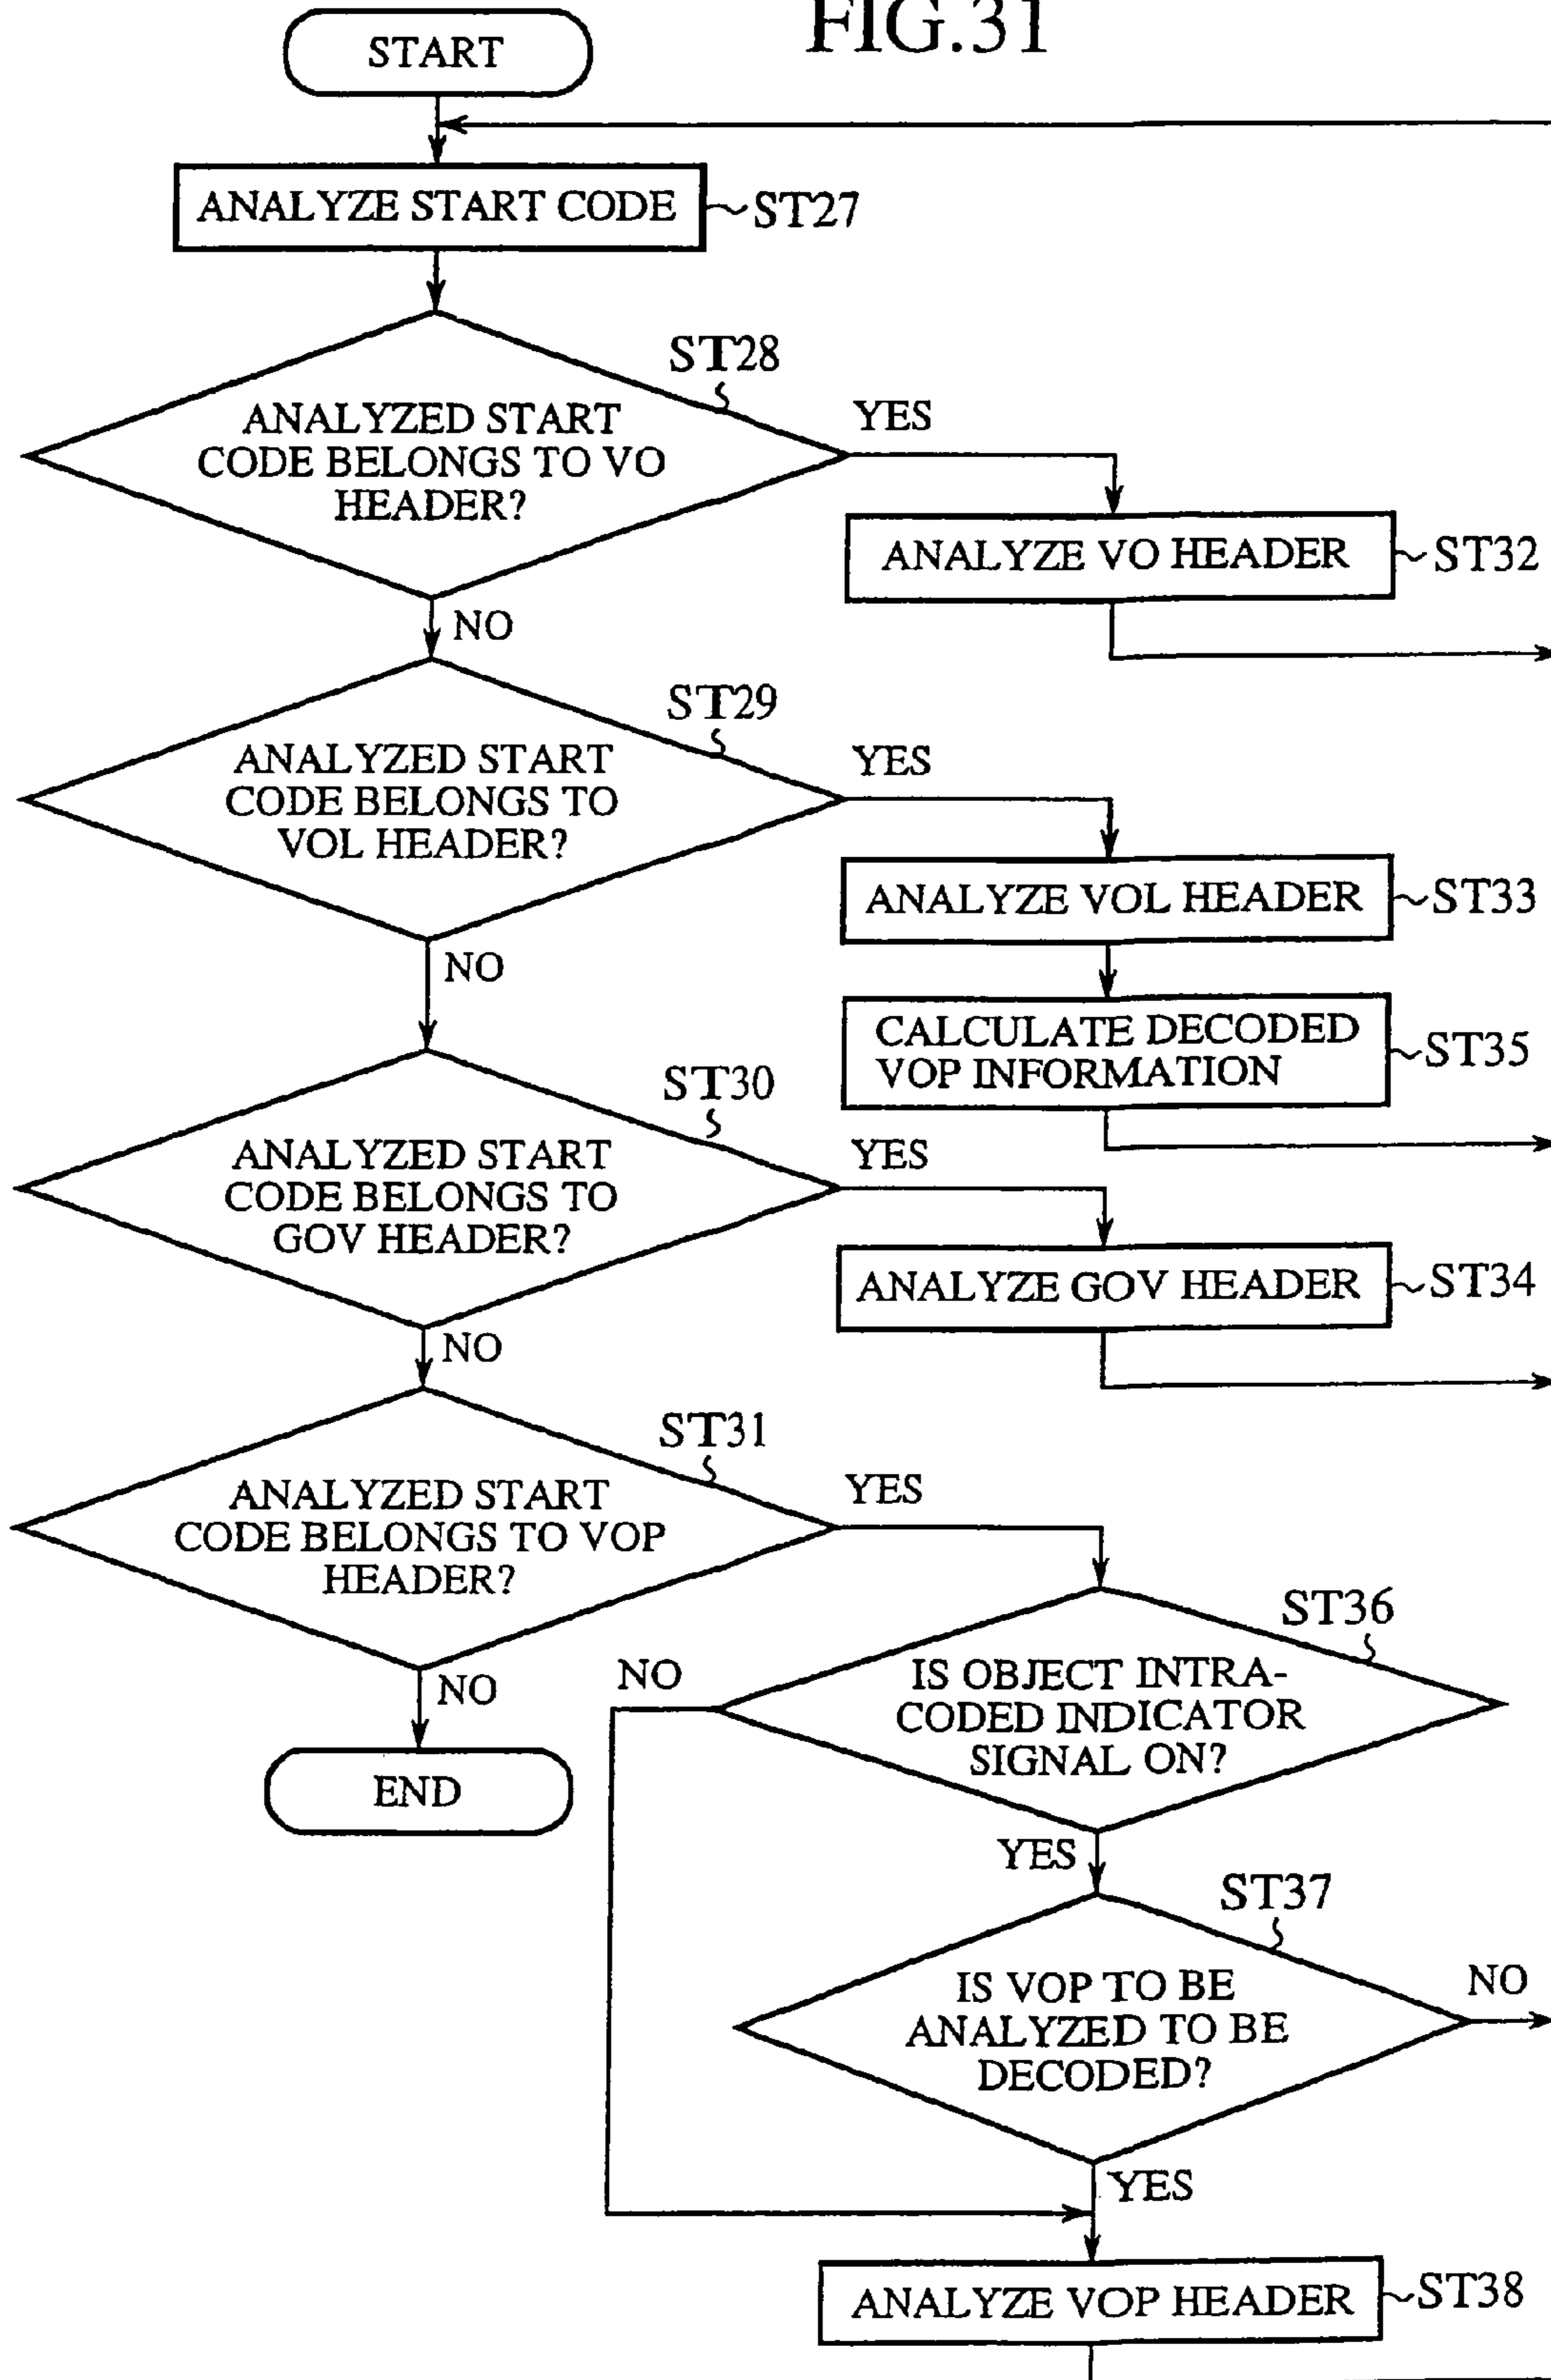 FIG.31
START
ANALYZE START CODE
ST27
ST28
ANALYZED START
CODE BELONGS TO VO
HEADER?
YES
NO
ANALYZE VO HEADER
ST32
ST29
ANALYZED START
CODE BELONGS TO
VOL HEADER?
YES
NO
ANALYZE VOL HEADER
ST33
CALCULATE DECODED
VOP INFORMATION
ST35
ST30
ANALYZED START
CODE BELONGS TO
GOV HEADER?
YES
NO
ANALYZE GOV HEADER
ST34
ST31
ANALYZED START
CODE BELONGS TO VOP
HEADER?
YES
NO
END
ST36
IS OBJECT INTRA-
CODED INDICATOR
SIGNAL ON?
NO
YES
ST37
IS VOP TO BE
ANALYZED TO BE
DECODED?
NO
YES
ANALYZE VOP HEADER
ST38